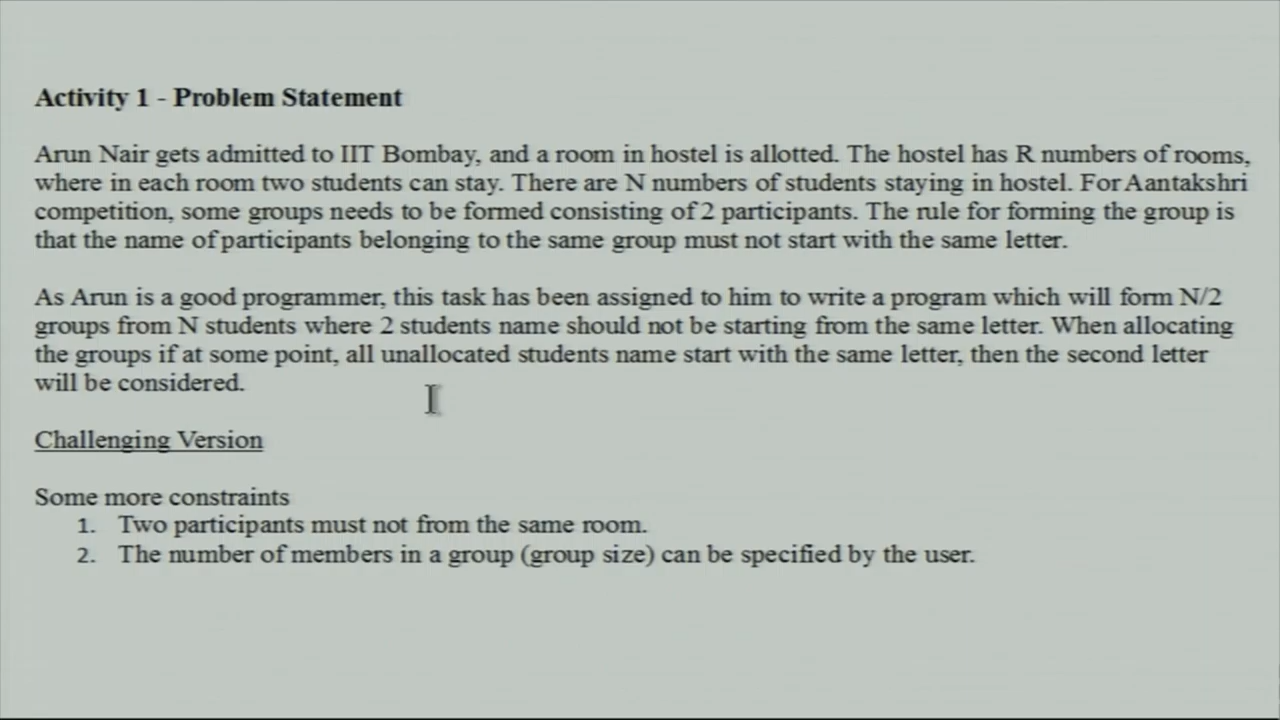 Activity 1 - Problem Statement
Arun Nair gets admitted to IIT Bombay, and a room in hostel is allotted. The hostel has R numbers of rooms,
where in each room two students can stay. There are N numbers of students staying in hostel. For Aantakshri
competition, some groups needs to be formed consisting of 2 participants. The rule for forming the group is
that the name of participants belonging to the same group must not start with the same letter.
As Arun is a good programmer, this task has been assigned to him to write a program which will form N/2
groups from N students where 2 students name should not be starting from the same letter. When allocating
the groups if at some point, all unallocated students name start with the same letter, then the second letter
will be considered.
Challenging Version
Some more constraints
1. Two participants must not from the same room.
2. The number of members in a group (group size) can be specified by the user.